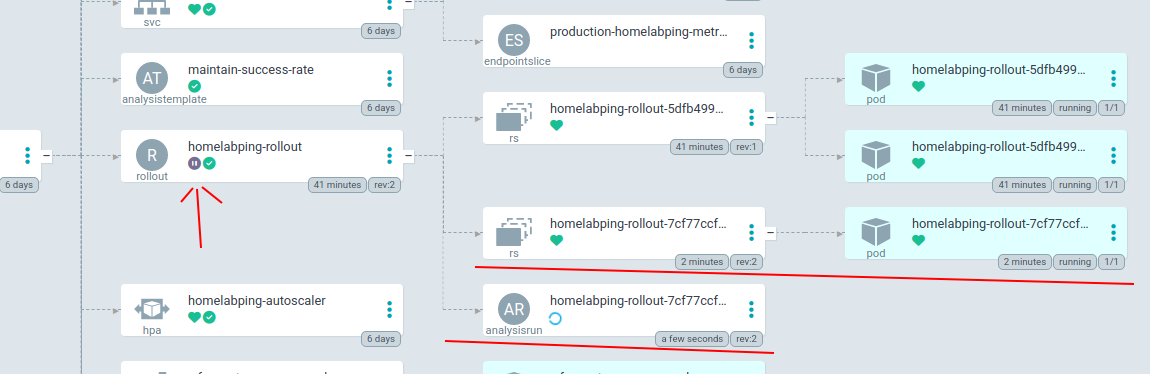 svc
6 days
production-homelabping-metr...
ES
endpointslice
6 days
maintain-success-rate
AT
analysistemplate
6 days
homelabping-rollout-5dfb499...
rs
41 minutes
rev:1
homelabping-rollout-5dfb499...
pod
41 minutes
running
1/1
6 days
homelabping-rollout
R
rollout
41 minutes
rev:2
homelabping-rollout-5dfb499...
pod
41 minutes
running
1/1
homelabping-rollout-7cf77ccf...
rs
2 minutes
rev:2
homelabping-rollout-7cf77ccf...
pod
2 minutes
running
1/1
homelabping-autoscaler
hpa
6 days
homelabping-rollout-7cf77ccf...
AR
analysisrun
a few seconds
rev:2